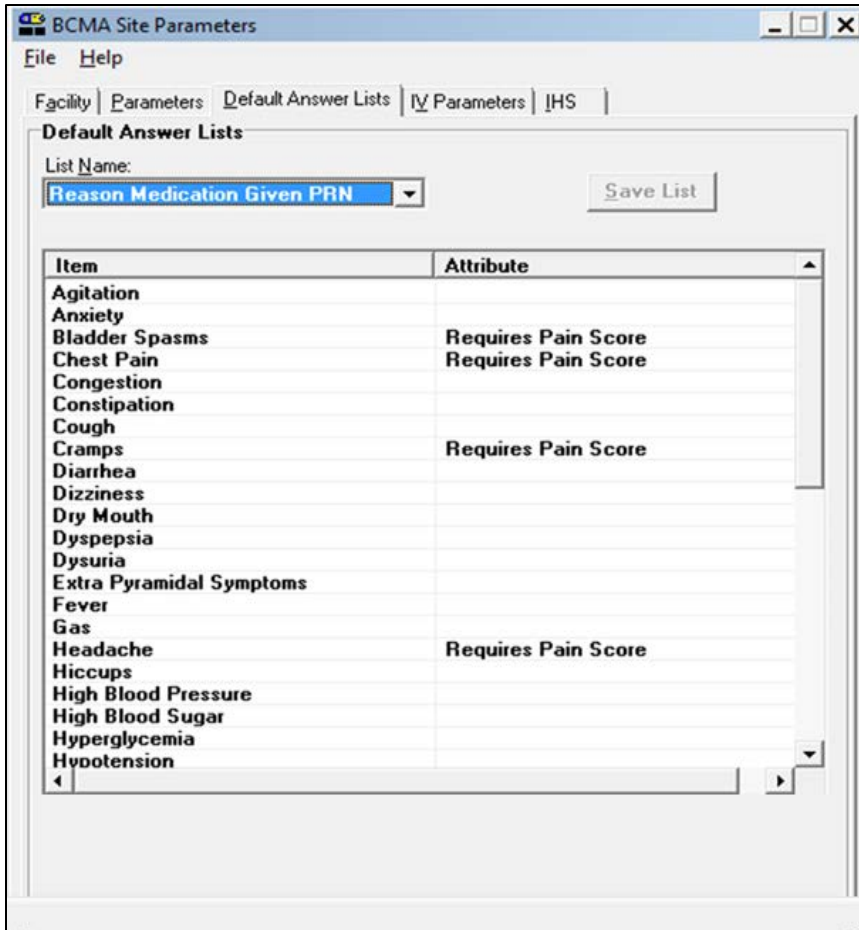 BCMA Site Parameters
File Help
Facility Parameters Default Answer Lists IV Parameters IHS
Default Answer Lists
List Name:
Reason Medication Given PRN
Save List
Item Attribute
Agitation
Anxiety
Bladder Spasms Requires Pain Score
Chest Pain Requires Pain Score
Congestion
Constipation
Cough
Cramps Requires Pain Score
Diarrhea
Dizziness
Dry Mouth
Dyspepsia
Dysuria
Extra Pyramidal Symptoms
Fever
Gas
Headache Requires Pain Score
Hiccups
High Blood Pressure
High Blood Sugar
Hyperglycemia
Hypotension